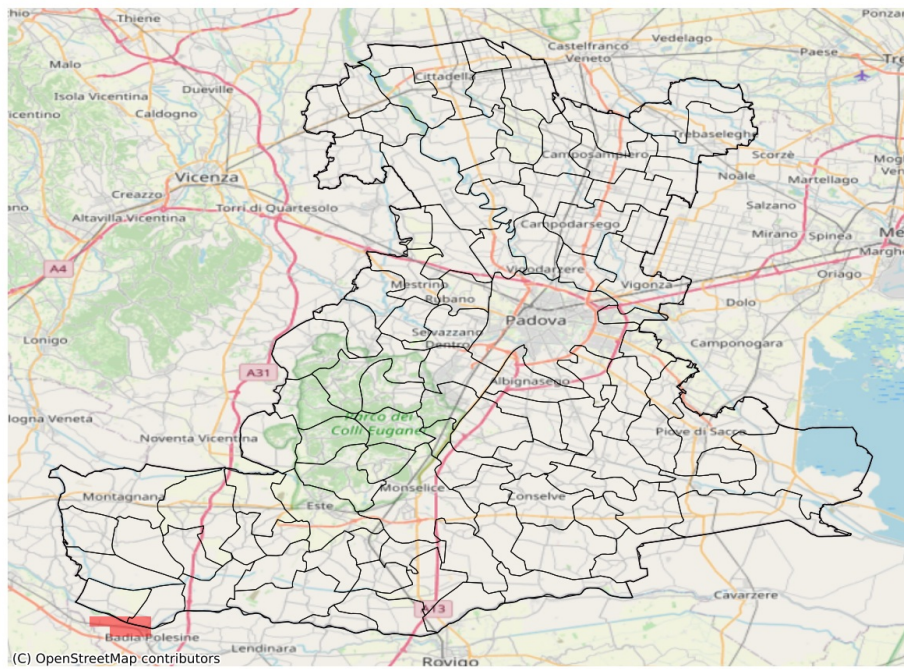 Thiene
Ponzan
Vedelago
Castelfranco
Veneto
Paese
Malo
Cittadella
Dueville
Isola Vicentina
Caldogno
Trebaseleghe
Camposampiero
Scorzè
Vicenza
Noale
Martellago
Creazzo
Salzano
Altavilla Vicentina
Torri di Quartesolo
Campodarsego
Mirano
Spinea
A4
Vigodarzere
Oriago
Mestrino
Vigonza
Rubano
Dolo
Padova
Selvazzano
Dentro
Lonigo
Camponogara
A31
Albignasego
Parco dei
Colli Euganei
Piove di Sacco
Noventa Vicentina
Monselice
Montagnana
Conselve
Este
Cavarzere
A13
Badia Polesine
Lendinara
(C) OpenStreetMap contributors
Rovigo